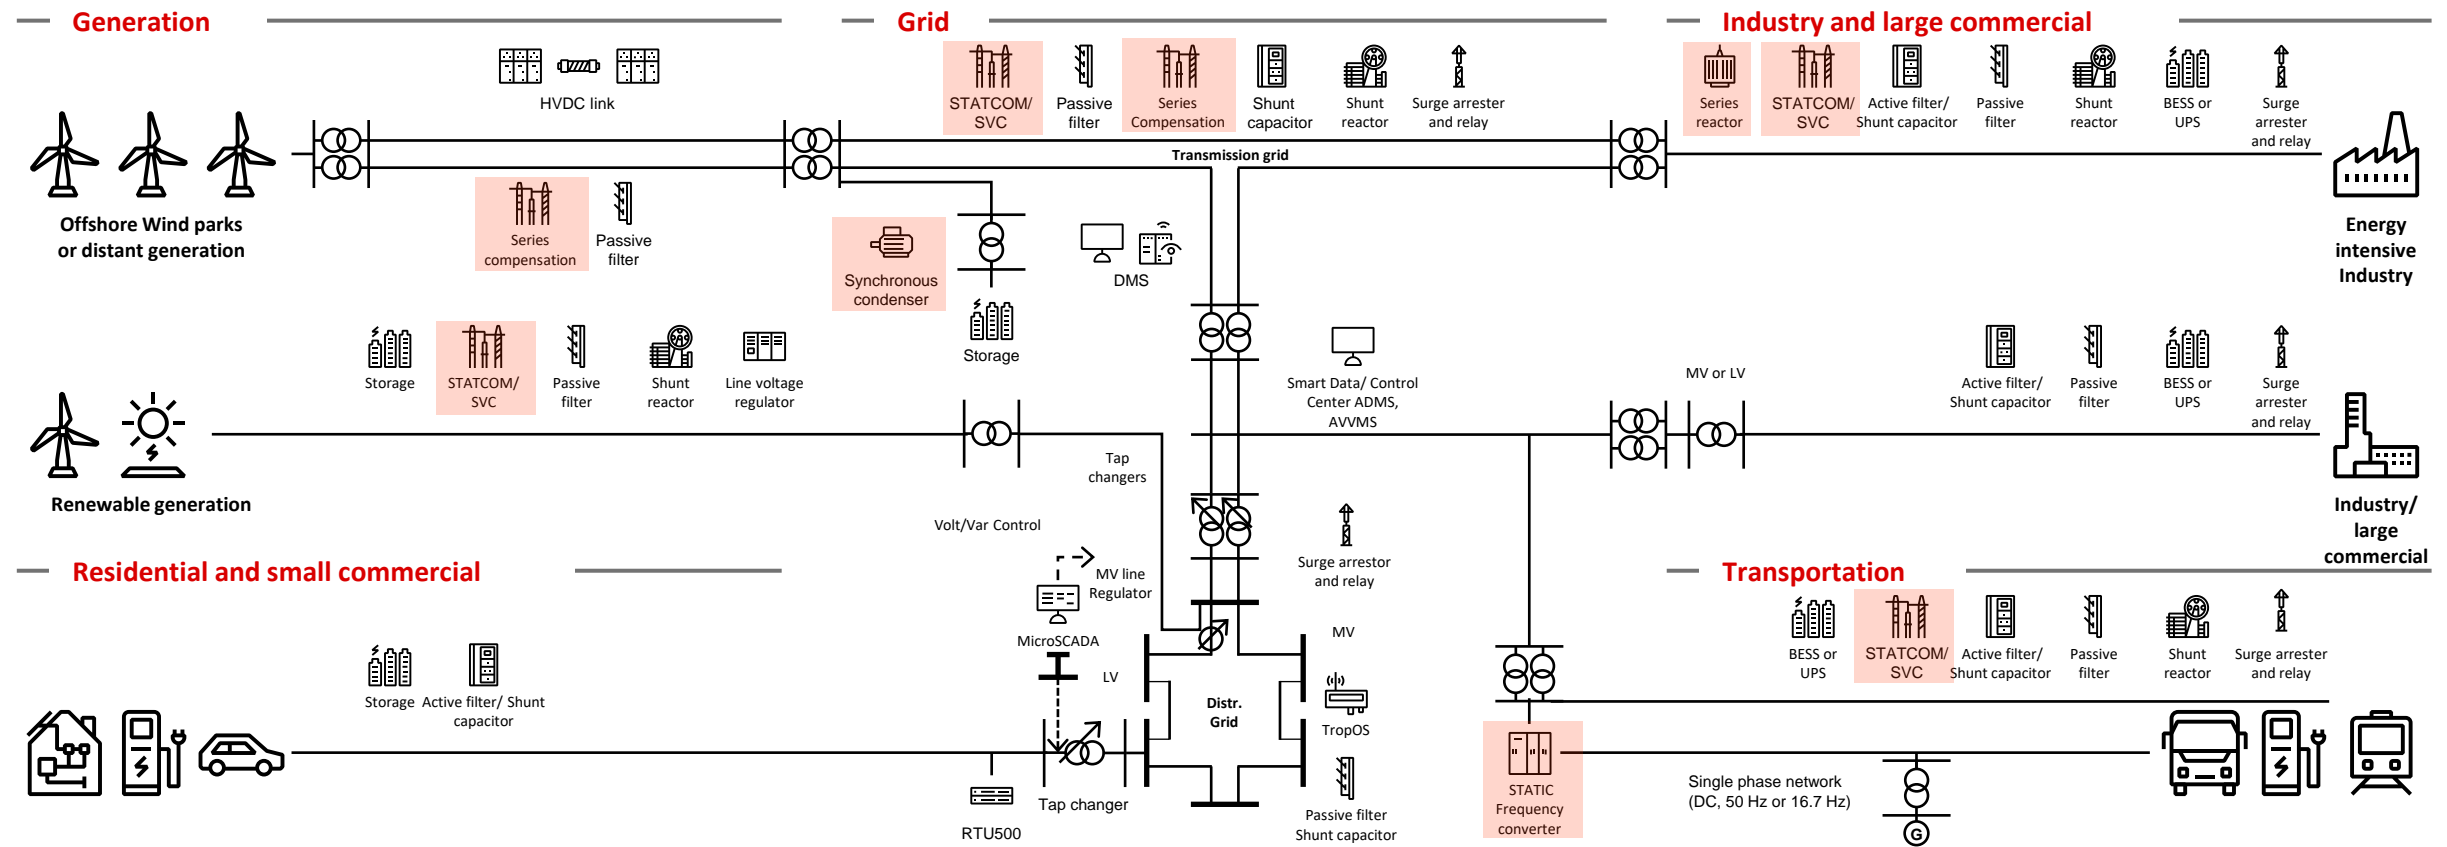 Generation
Grid
Industry and large commercial
HVDC link
STATCOM/
SVC
Passive
filter
Series
Compensation
Shunt
capacitor
Shunt
reactor
Surge arrester
and relay
Series
reactor
STATCOM/
SVC
Active filter/
Shunt capacitor
Passive
filter
Shunt
reactor
BESS or
UPS
Surge
arrester
and relay
Transmission grid
Offshore Wind parks
or distant generation
Series
compensation
Passive
filter
Synchronous
condenser
DMS
Energy
intensive
Industry
Storage
Storage
STATCOM/
SVC
Passive
filter
Shunt
reactor
Line voltage
regulator
Smart Data/ Control
Center ADMS,
AVVMS
MV or LV
Active filter/
Shunt capacitor
Passive
filter
BESS or
UPS
Surge
arrester
and relay
Tap
changers
Renewable generation
Volt/Var Control
Industry/
large
commercial
Surge arrestor
and relay
Residential and small commercial
Transportation
MV line
Regulator
MicroSCADA
MV
LV
BESS or
UPS
STATCOM/
SVC
Active filter/
Shunt capacitor
Passive
filter
Shunt
reactor
Surge arrester
and relay
Storage
Active filter/ Shunt
capacitor
Distr.
Grid
TropOS
Tap changer
RTU500
Passive filter
Shunt capacitor
STATIC
Frequency
converter
Single phase network
(DC, 50 Hz or 16.7 Hz)
G